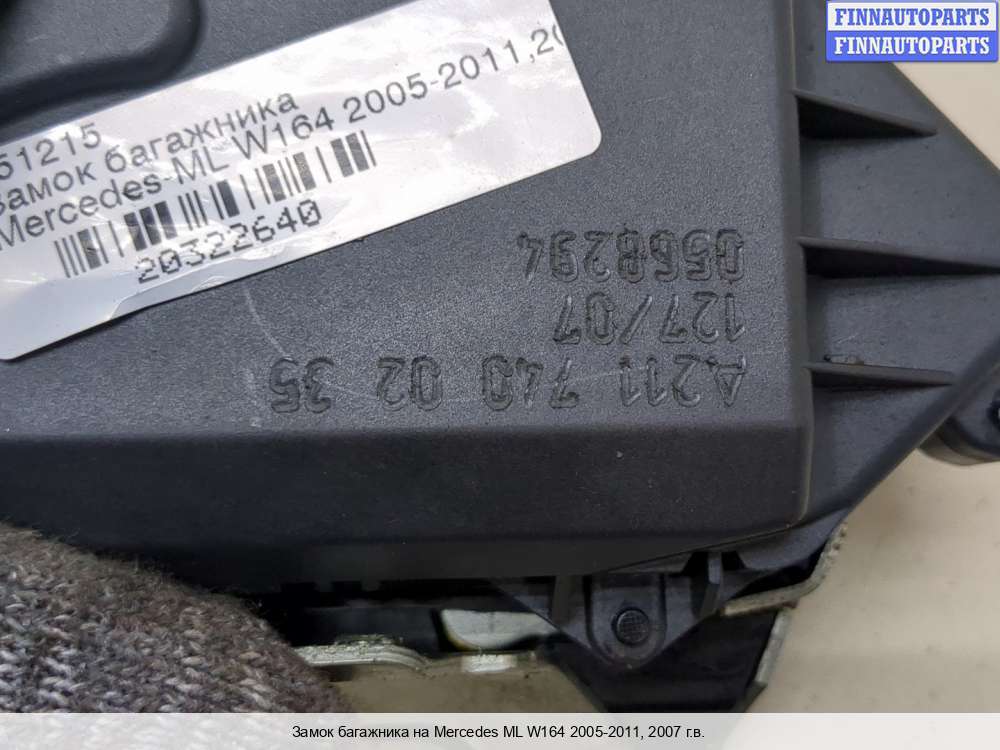 FINNAUTOPARTS
FINNAUTOPARTS
51215
Замок багажника
Mercedes-ML W164 2005-2011,20
20322640
A211 740 02 35
127/07
0568294
Замок багажника на Mercedes ML W164 2005-2011, 2007 г.в.